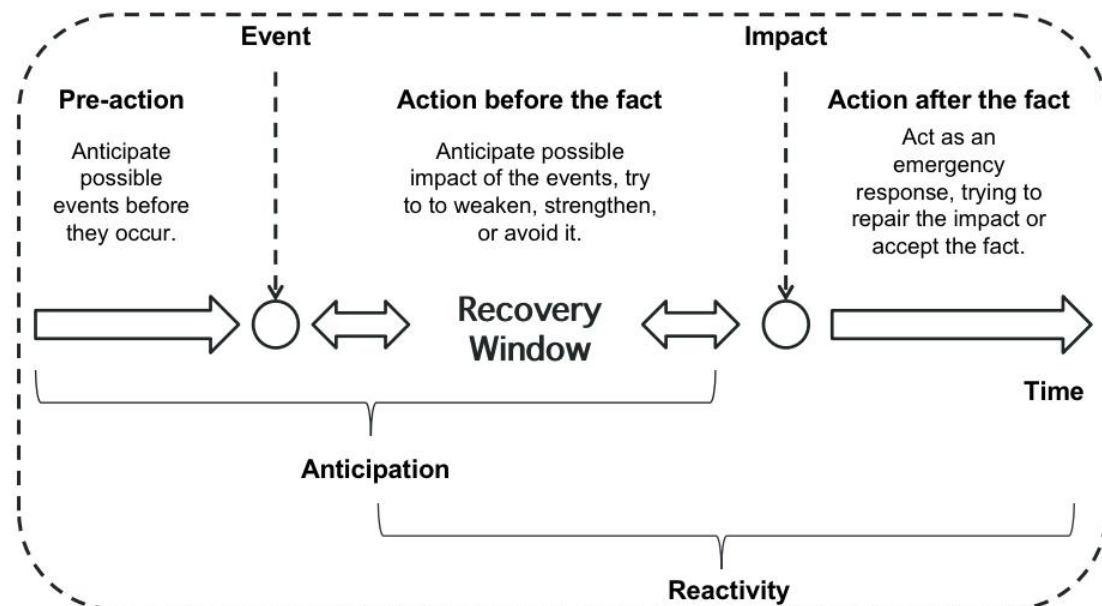 Event
Impact
Pre-action
Anticipate
possible
events before
they occur.
Action before the fact
Anticipate possible
impact of the events, try
to to weaken, strengthen,
or avoid it.
Action after the fact
Act as an
emergency
response, trying to
repair the impact or
accept the fact.
Recovery
Window
Time
Anticipation
Reactivity